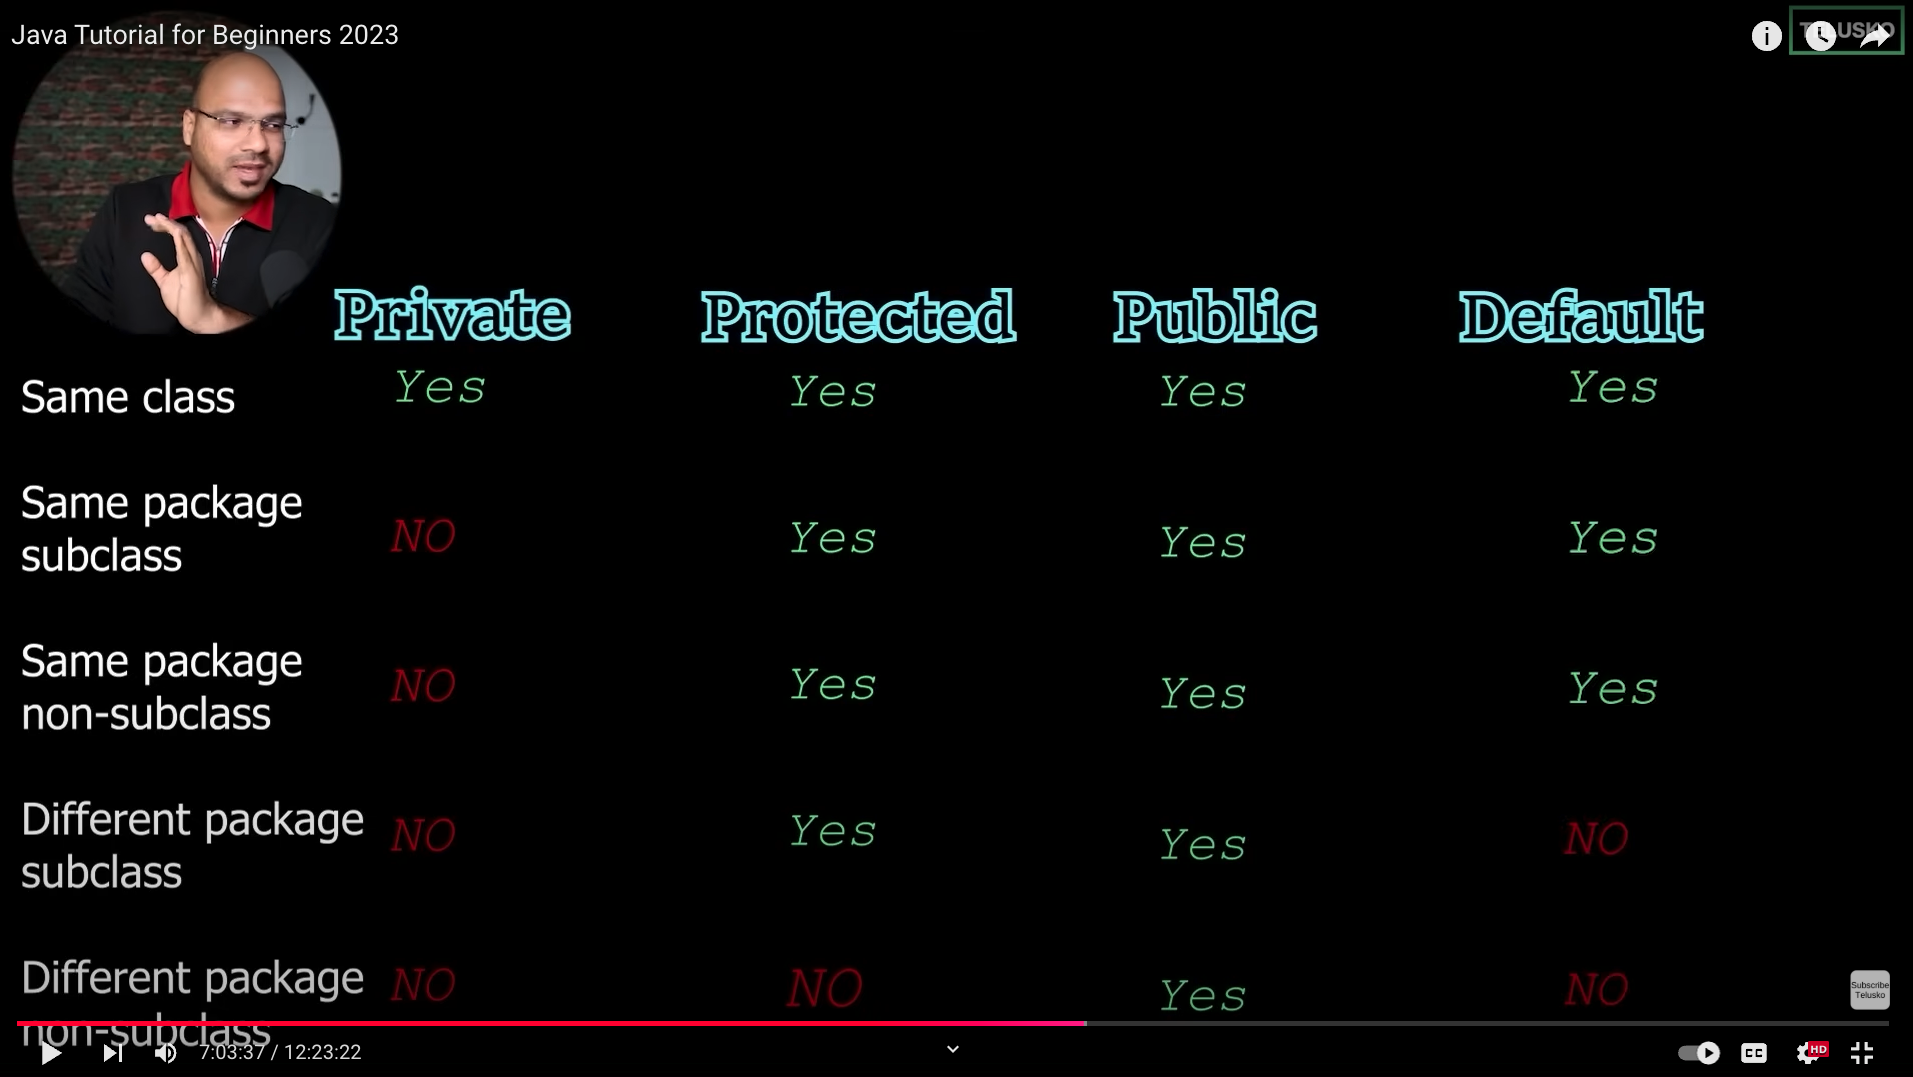 Java Tutorial for Beginners 2023
TELUSKO
Private Protected Public Default
Same class Yes Yes Yes Yes
Same package
subclass
NO Yes Yes Yes
Same package
non-subclass
NO Yes Yes Yes
Different package
subclass
NO Yes Yes NO
Different package
non-subclass
NO NO Yes NO
Subscribe
Telusko
7:03:37 / 12:23:22
CC
HD